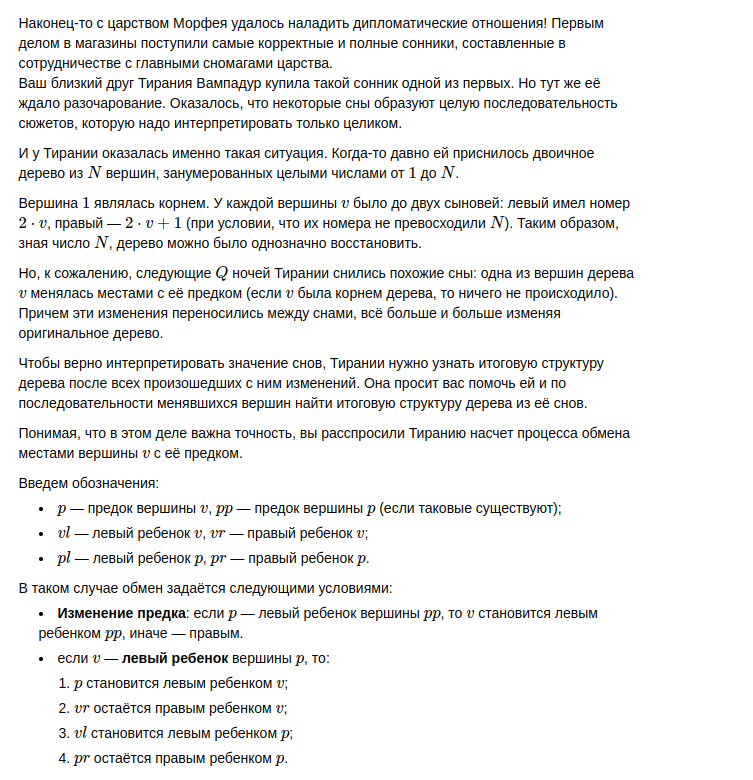 Наконец-то с царством Морфея удалось наладить дипломатические отношения! Первым
делом в магазины поступили самые корректные и полные сонники, составленные в
сотрудничестве с главными сномагами царства.
Ваш близкий друг Тирания Вампадур купила такой сонник одной из первых. Но тут же её
ждало разочарование. Оказалось, что некоторые сны образуют целую последовательность
сюжетов, которую надо интерпретировать только целиком.
И у Тирании оказалась именно такая ситуация. Когда-то давно ей приснилось двоичное
дерево из N вершин, занумерованных целыми числами от 1 до N.
Вершина 1 являлась корнем. У каждой вершины v было до двух сыновей: левый имел номер
2 · v, правый — 2 · v + 1 (при условии, что их номера не превосходили N). Таким образом,
зная число N, дерево можно было однозначно восстановить.
Но, к сожалению, следующие Q ночей Тирании снились похожие сны: одна из вершин дерева
v менялась местами с её предком (если v была корнем дерева, то ничего не происходило).
Причем эти изменения переносились между снами, всё больше и больше изменяя
оригинальное дерево.
Чтобы верно интерпретировать значение снов, Тирании нужно узнать итоговую структуру
дерева после всех произошедших с ним изменений. Она просит вас помочь ей и по
последовательности менявшихся вершин найти итоговую структуру дерева из её снов.
Понимая, что в этом деле важна точность, вы расспросили Тиранию насчет процесса обмена
местами вершины v с её предком.
Введем обозначения:
• p — предок вершины v, pp — предок вершины p (если таковые существуют);
• vl — левый ребенок v, vr — правый ребенок v;
• pl — левый ребенок p, pr — правый ребенок p.
В таком случае обмен задаётся следующими условиями:
• Изменение предка: если p — левый ребенок вершины pp, то v становится левым
ребенком pp, иначе — правым.
• если v — левый ребенок вершины p, то:
1. p становится левым ребенком v;
2. vr остаётся правым ребенком v;
3. vl становится левым ребенком p;
4. pr остаётся правым ребенком p.